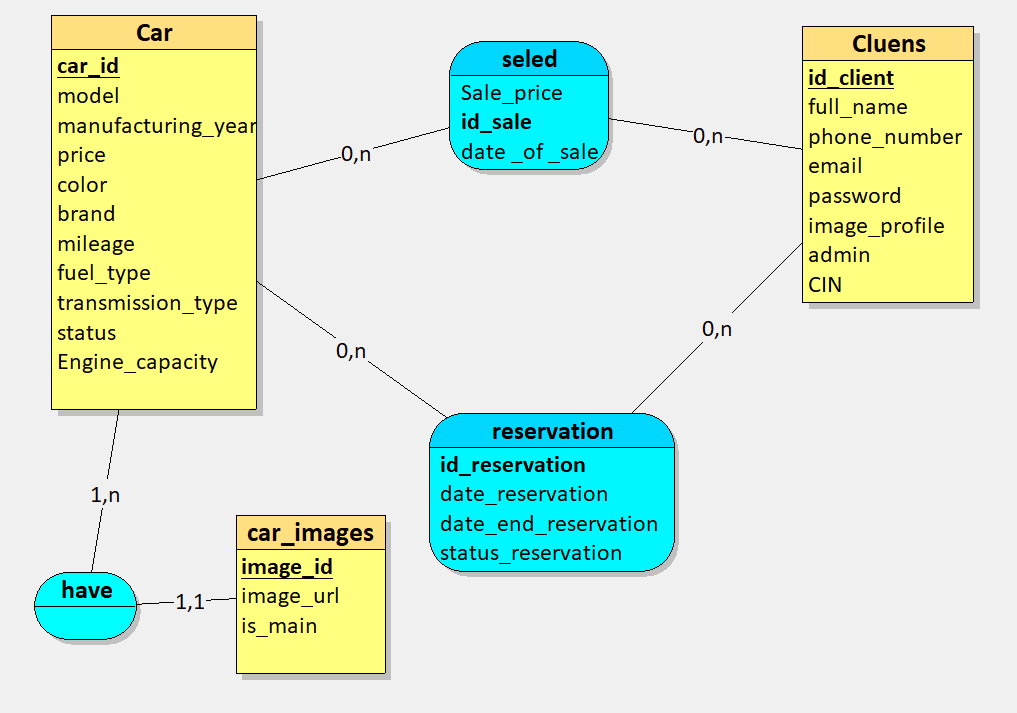 Car
car_id
model
manufacturing_year
price
color
brand
mileage
fuel_type
transmission_type
status
Engine_capacity
seled
Sale_price
id_sale
date _of _sale
Cluens
id_client
full_name
phone_number
email
password
image_profile
admin
CIN
0,n
0,n
0,n
0,n
reservation
id_reservation
date_reservation
date_end_reservation
status_reservation
1,n
have
1,1
car_images
image_id
image_url
is_main